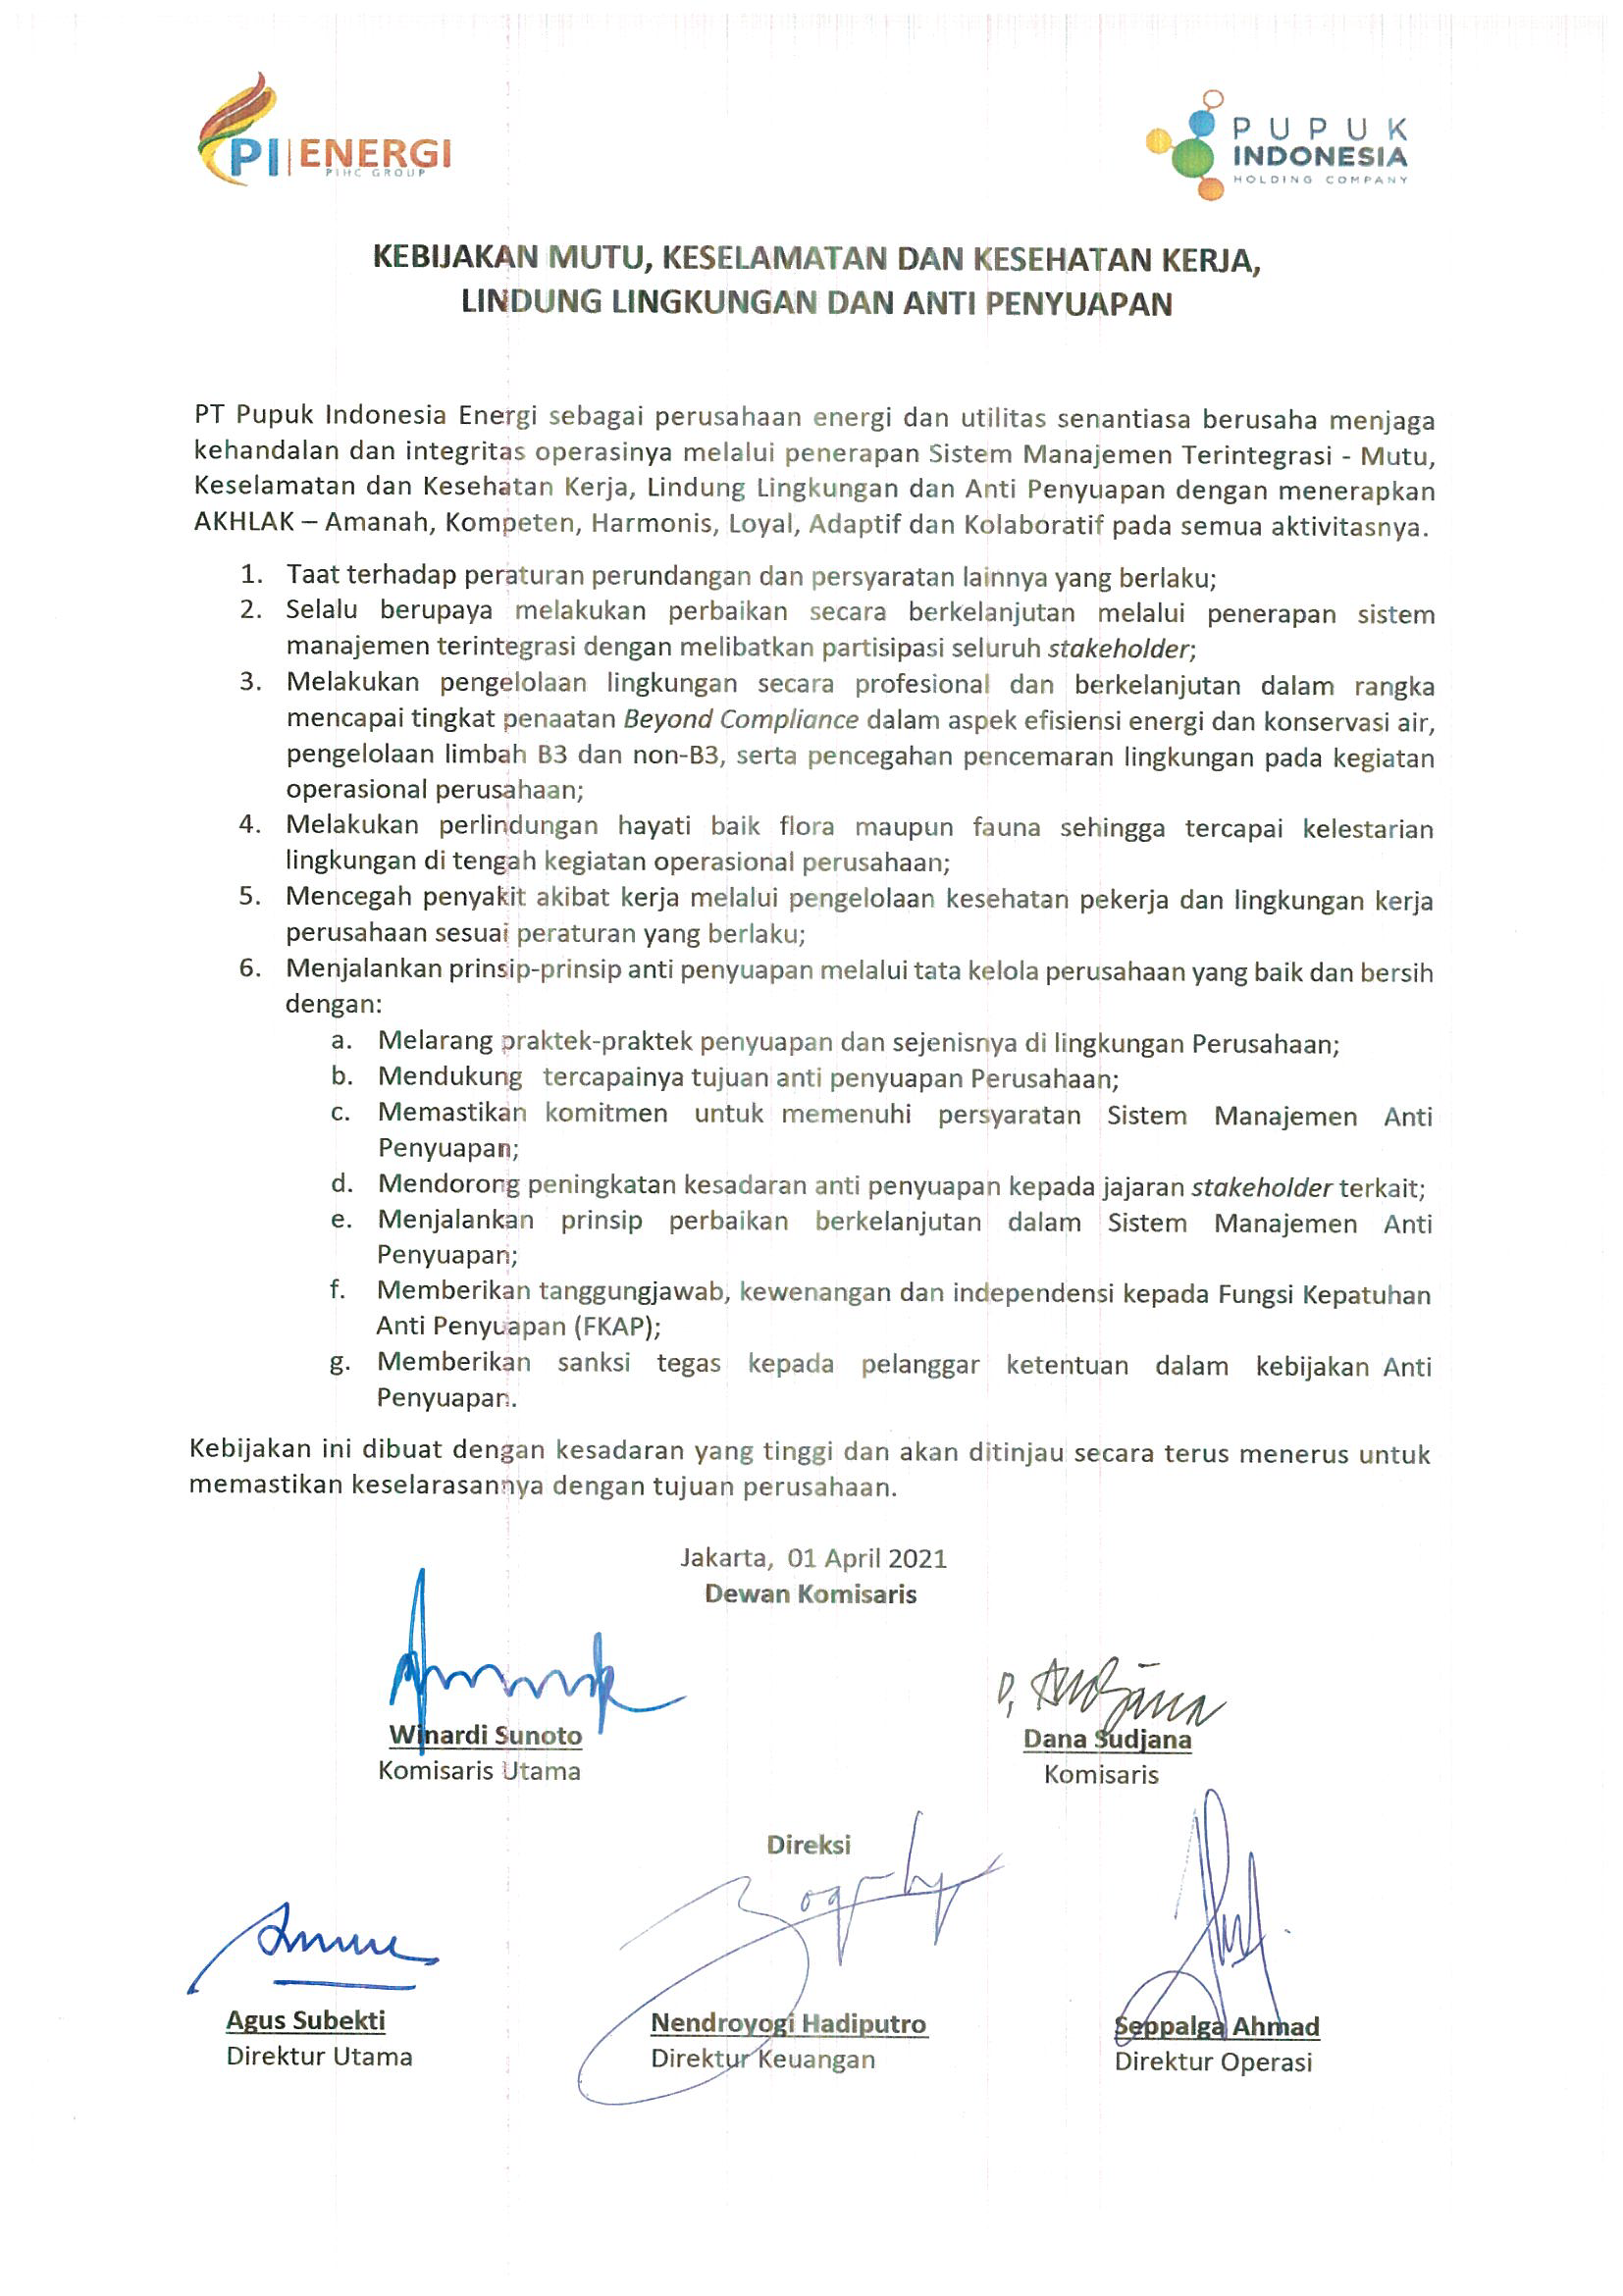 PI ENERGI
PIHC GROUP
PUPUK
INDONESIA
HOLDING COMPANY
KEBIJAKAN MUTU, KESELAMATAN DAN KESEHATAN KERJA,
LINDUNG LINGKUNGAN DAN ANTI PENYUAPAN
PT Pupuk Indonesia Energi sebagai perusahaan energi dan utilitas senantiasa berusaha menjaga
kehandalan dan integritas operasinya melalui penerapan Sistem Manajemen Terintegrasi - Mutu,
Keselamatan dan Kesehatan Kerja, Lindung Lingkungan dan Anti Penyuapan dengan menerapkan
AKHLAK – Amanah, Kompeten, Harmonis, Loyal, Adaptif dan Kolaboratif pada semua aktivitasnya.
1. Taat terhadap peraturan perundangan dan persyaratan lainnya yang berlaku;
2. Selalu berupaya melakukan perbaikan secara berkelanjutan melalui penerapan sistem
manajemen terintegrasi dengan melibatkan partisipasi seluruh stakeholder;
3. Melakukan pengelolaan lingkungan secara profesional dan berkelanjutan dalam rangka
mencapai tingkat penaatan Beyond Compliance dalam aspek efisiensi energi dan konservasi air,
pengelolaan limbah B3 dan non-B3, serta pencegahan pencemaran lingkungan pada kegiatan
operasional perusahaan;
4. Melakukan perlindungan hayati baik flora maupun fauna sehingga tercapai kelestarian
lingkungan di tengah kegiatan operasional perusahaan;
5. Mencegah penyakit akibat kerja melalui pengelolaan kesehatan pekerja dan lingkungan kerja
perusahaan sesuai peraturan yang berlaku;
6. Menjalankan prinsip-prinsip anti penyuapan melalui tata kelola perusahaan yang baik dan bersih
dengan:
a. Melarang praktek-praktek penyuapan dan sejenisnya di lingkungan Perusahaan;
b. Mendukung tercapainya tujuan anti penyuapan Perusahaan;
c. Memastikan komitmen untuk memenuhi persyaratan Sistem Manajemen Anti
Penyuapan;
d. Mendorong peningkatan kesadaran anti penyuapan kepada jajaran stakeholder terkait;
e. Menjalankan prinsip perbaikan berkelanjutan dalam Sistem Manajemen Anti
Penyuapan;
f. Memberikan tanggungjawab, kewenangan dan independensi kepada Fungsi Kepatuhan
Anti Penyuapan (FKAP);
g. Memberikan sanksi tegas kepada pelanggar ketentuan dalam kebijakan Anti
Penyuapan.
Kebijakan ini dibuat dengan kesadaran yang tinggi dan akan ditinjau secara terus menerus untuk
memastikan keselarasannya dengan tujuan perusahaan.
Jakarta, 01 April 2021
Dewan Komisaris
Winardi Sunoto
Komisaris Utama
Dana Sudjana
Komisaris
Direksi
Agus Subekti
Direktur Utama
Nendroyogi Hadiputro
Direktur Keuangan
Seppalga Ahmad
Direktur Operasi